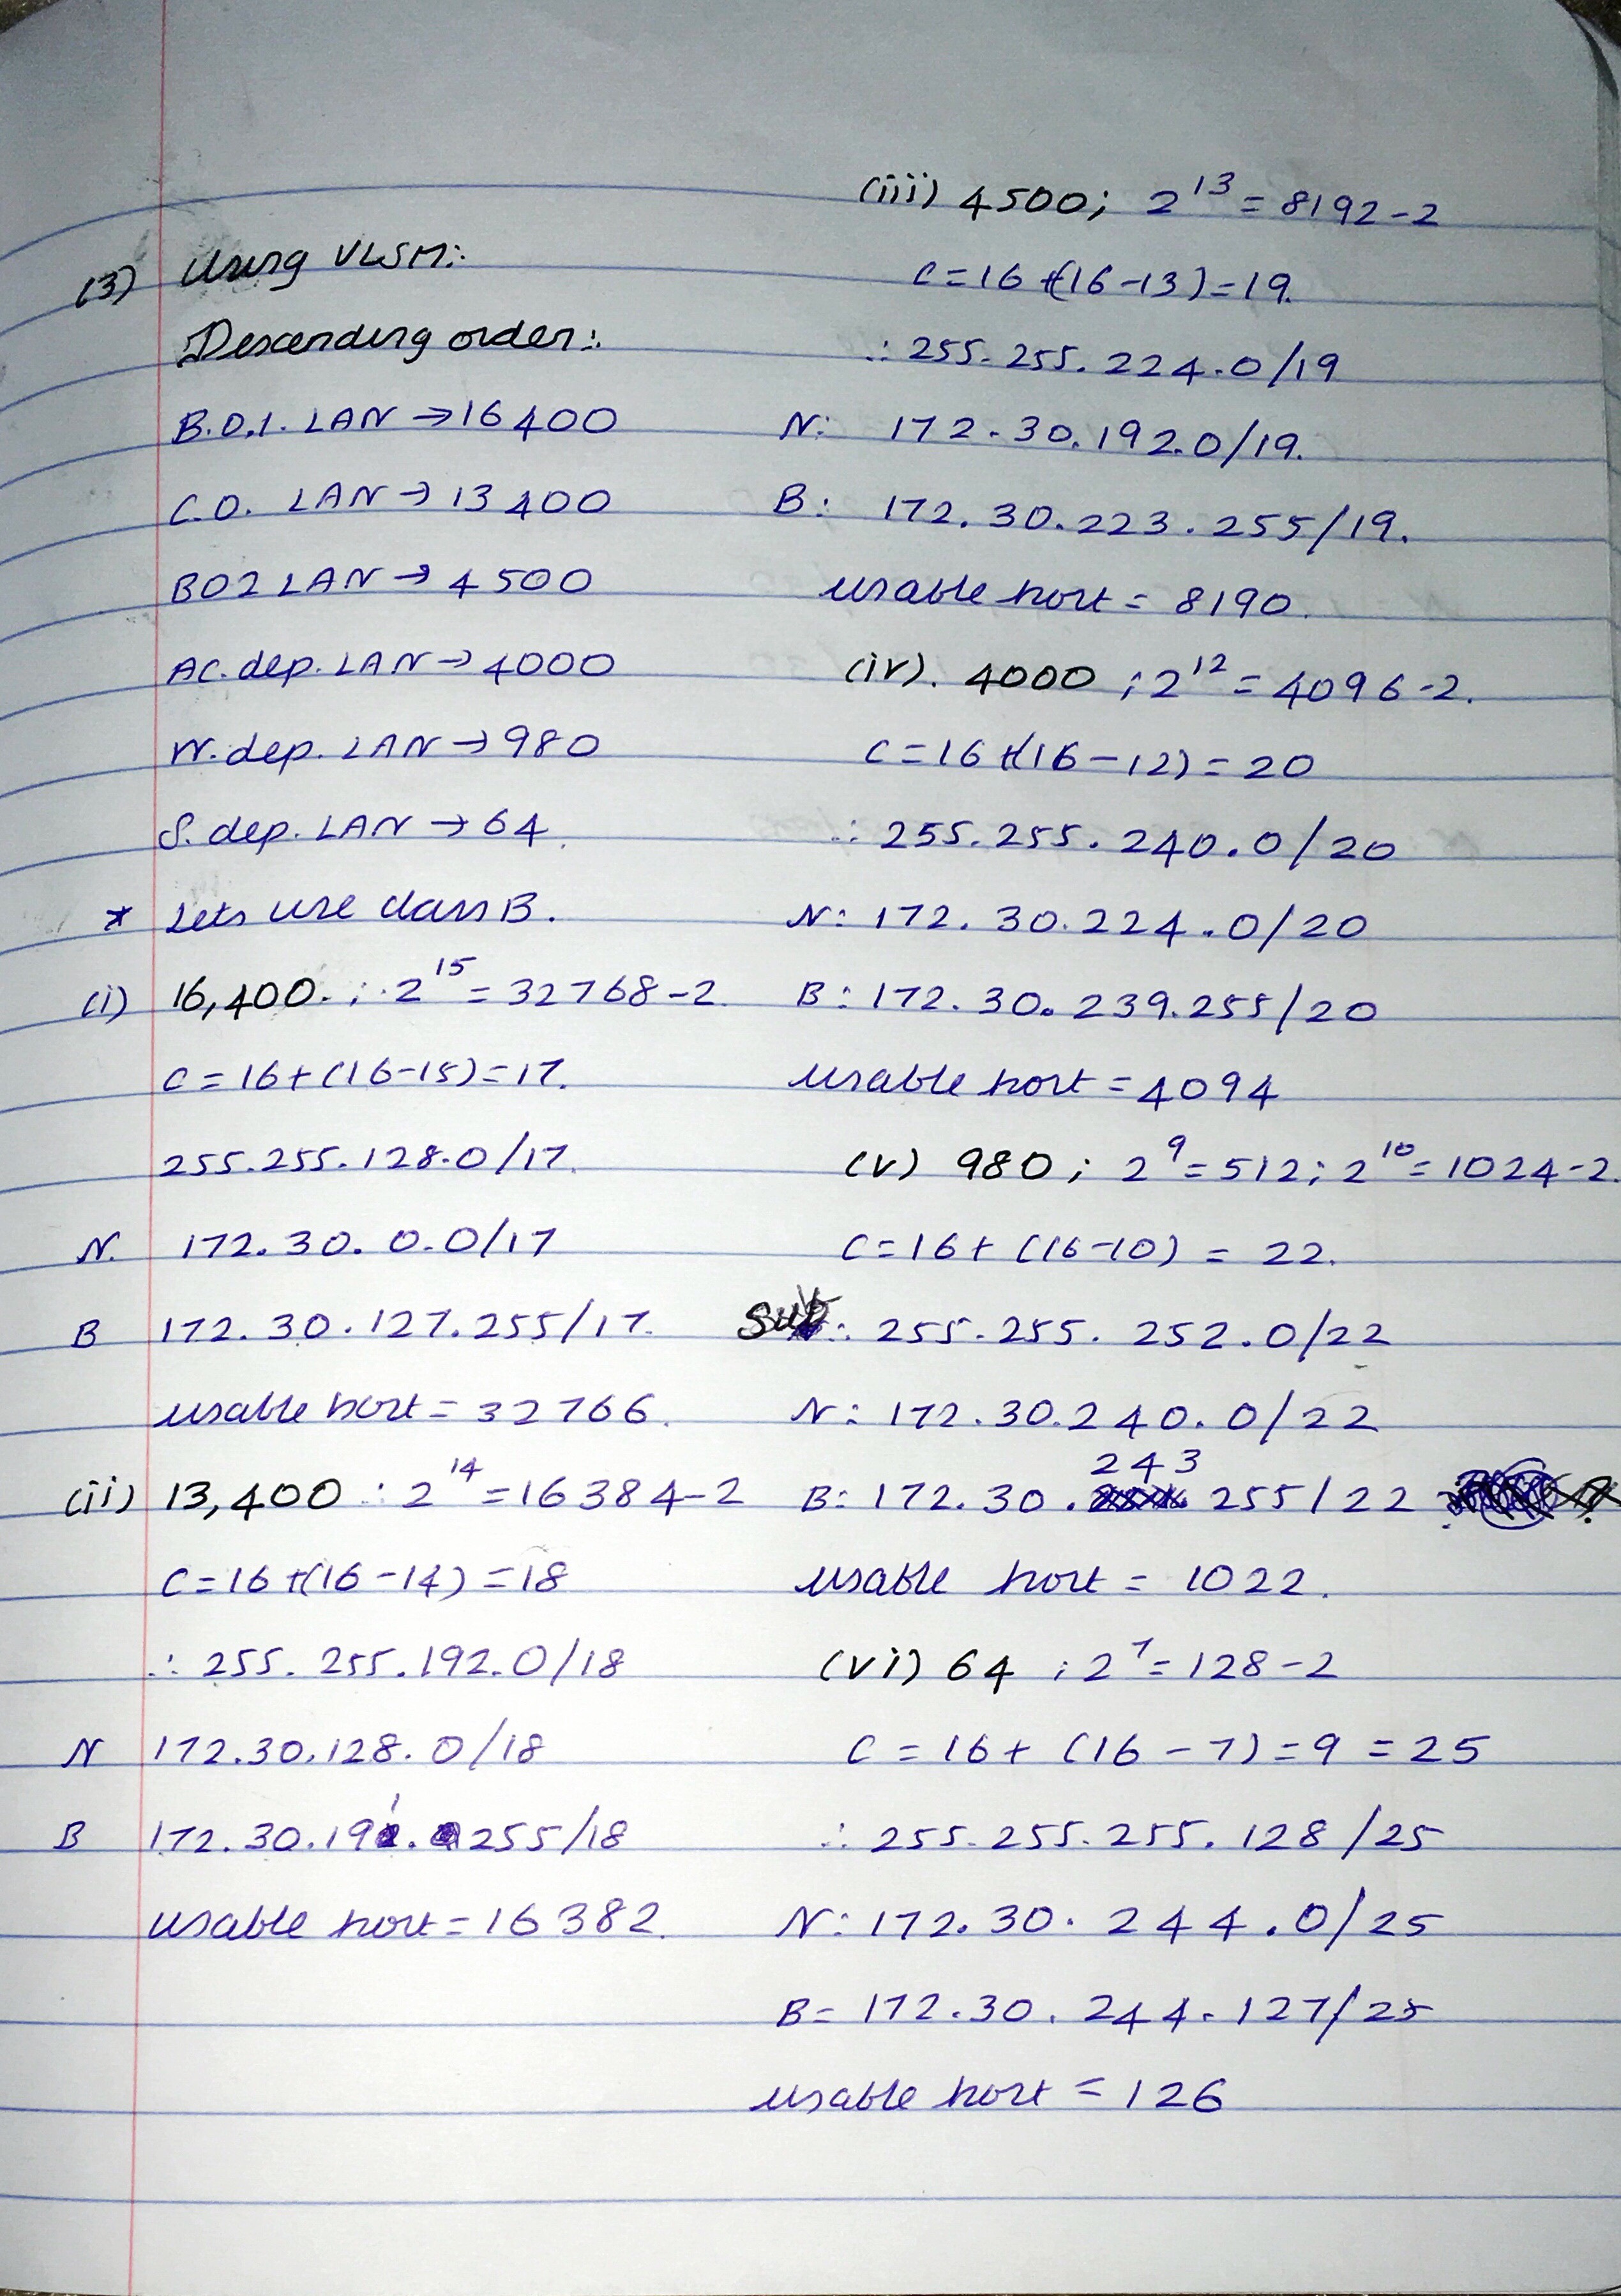 (3) Using VLSM:.
Descending order:.
B.O.1. LAN → 16400
C.O. LAN → 13400
BO2 LAN → 4500
AC. dep. LAN → 4000
W. dep. LAN → 980
S. dep. LAN → 64.
* Lets use class B.
(i) 16,400. ∴ 2^15 = 32768-2
C = 16+(16-15)=17.
255.255.128.0/17.
N. 172.30.0.0/17
B 172.30.127.255/17.
usable host = 32766.
(ii) 13,400 ∴ 2^14 = 16384-2
C = 16+(16-14) = 18
∴ 255.255.192.0/18
N 172.30.128.0/18
B 172.30.191.255/18
usable host = 16382.
(iii) 4500; 2^13 = 8192-2
C = 16+(16-13)=19.
∴ 255.255.224.0/19
N: 172.30.192.0/19.
B: 172.30.223.255/19.
usable host = 8190.
(iv). 4000 ; 2^12 = 4096-2.
C = 16+(16-12) = 20
∴ 255.255.240.0/20
N: 172.30.224.0/20
B: 172.30.239.255/20
usable host = 4094
(v) 980; 2^9 = 512; 2^10 = 1024-2.
C = 16+(16-10) = 22.
Sub: 255.255.252.0/22
N: 172.30.240.0/22
B: 172.30.243.255/22
usable host = 1022.
(vi) 64 ; 2^7 = 128-2
C = 16+(16-7)=9 = 25
∴ 255.255.255.128/25
N: 172.30.244.0/25
B = 172.30.244.127/25
usable host = 126